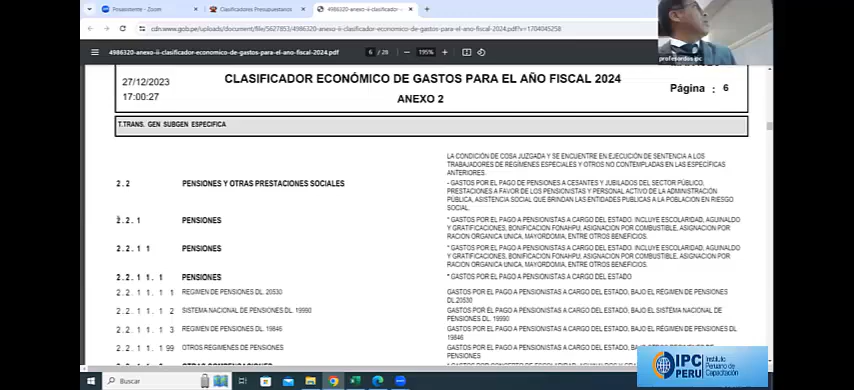 Posasistente - Zoom
Clasificadores Presupuestarios
4986320-anexo-ii-clasificador-e
cdn.www.gob.pe/uploads/document/file/5627853/4986320-anexo-ii-clasificador-economico-de-gastos-para-el-ano-fiscal-2024.pdf?v=1704045258
4986320-anexo-ii-clasificador-economico-de-gastos-para-el-ano-fiscal-2024.pdf
6 / 28
195%
profesordos ipc
27/12/2023
17:00:27
CLASIFICADOR ECONÓMICO DE GASTOS PARA EL AÑO FISCAL 2024
ANEXO 2
Página : 6
T.TRANS. GEN SUBGEN ESPECIFICA
LA CONDICIÓN DE COSA JUZGADA Y SE ENCUENTRE EN EJECUCIÓN DE SENTENCIA A LOS
TRABAJADORES DE REGÍMENES ESPECIALES Y OTROS NO CONTEMPLADAS EN LAS ESPECÍFICAS
ANTERIORES.
2. 2 PENSIONES Y OTRAS PRESTACIONES SOCIALES
- GASTOS POR EL PAGO DE PENSIONES A CESANTES Y JUBILADOS DEL SECTOR PÚBLICO,
PRESTACIONES A FAVOR DE LOS PENSIONISTAS Y PERSONAL ACTIVO DE LA ADMINISTRACIÓN
PÚBLICA, ASISTENCIA SOCIAL QUE BRINDAN LAS ENTIDADES PUBLICAS A LA POBLACION EN RIESGO
SOCIAL.
2. 2. 1 PENSIONES
* GASTOS POR EL PAGO A PENSIONISTAS A CARGO DEL ESTADO. INCLUYE ESCOLARIDAD, AGUINALDO
Y GRATIFICACIONES, BONIFICACION FONAHPU, ASIGNACION POR COMBUSTIBLE, ASIGNACION POR
RACION ORGANICA UNICA, MAYORDOMIA, ENTRE OTROS BENEFICIOS.
2. 2. 1 1 PENSIONES
* GASTOS POR EL PAGO A PENSIONISTAS A CARGO DEL ESTADO. INCLUYE ESCOLARIDAD, AGUINALDO
Y GRATIFICACIONES, BONIFICACION FONAHPU, ASIGNACION POR COMBUSTIBLE, ASIGNACION POR
RACION ORGANICA UNICA, MAYORDOMIA, ENTRE OTROS BENEFICIOS.
2. 2. 1 1. 1 PENSIONES
* GASTOS POR EL PAGO A PENSIONISTAS A CARGO DEL ESTADO
2. 2. 1 1. 1 1 REGIMEN DE PENSIONES DL. 20530
GASTOS POR EL PAGO A PENSIONISTAS A CARGO DEL ESTADO, BAJO EL RÉGIMEN DE PENSIONES
DL.20530
2. 2. 1 1. 1 2 SISTEMA NACIONAL DE PENSIONES DL. 19990
GASTOS POR EL PAGO A PENSIONISTAS A CARGO DEL ESTADO, BAJO EL SISTEMA NACIONAL DE
PENSIONES DL. 19990
2. 2. 1 1. 1 3 REGIMEN DE PENSIONES DL. 19846
GASTOS POR EL PAGO A PENSIONISTAS A CARGO DEL ESTADO, BAJO EL RÉGIMEN DE PENSIONES DL
19846
2. 2. 1 1. 1 99 OTROS REGIMENES DE PENSIONES
GASTOS POR EL PAGO A PENSIONISTAS A CARGO DEL ESTADO, BAJO
PENSIONES
IPC
PERÚ
Instituto
Peruano de
Capacitación
Buscar